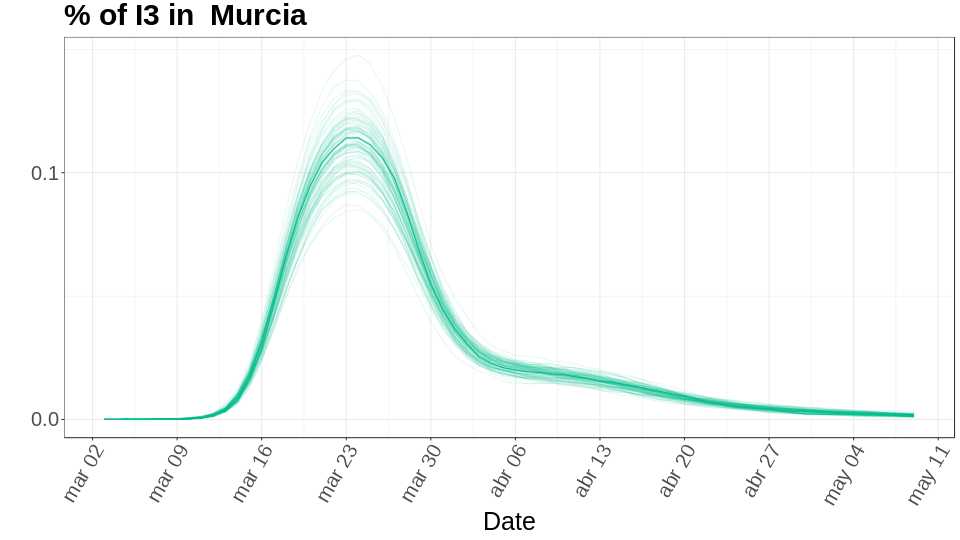 % of I3 in  Murcia
0.1
0.0
mar 02
mar 09
mar 16
mar 23
mar 30
abr 06
abr 13
abr 20
abr 27
may 04
may 11
Date